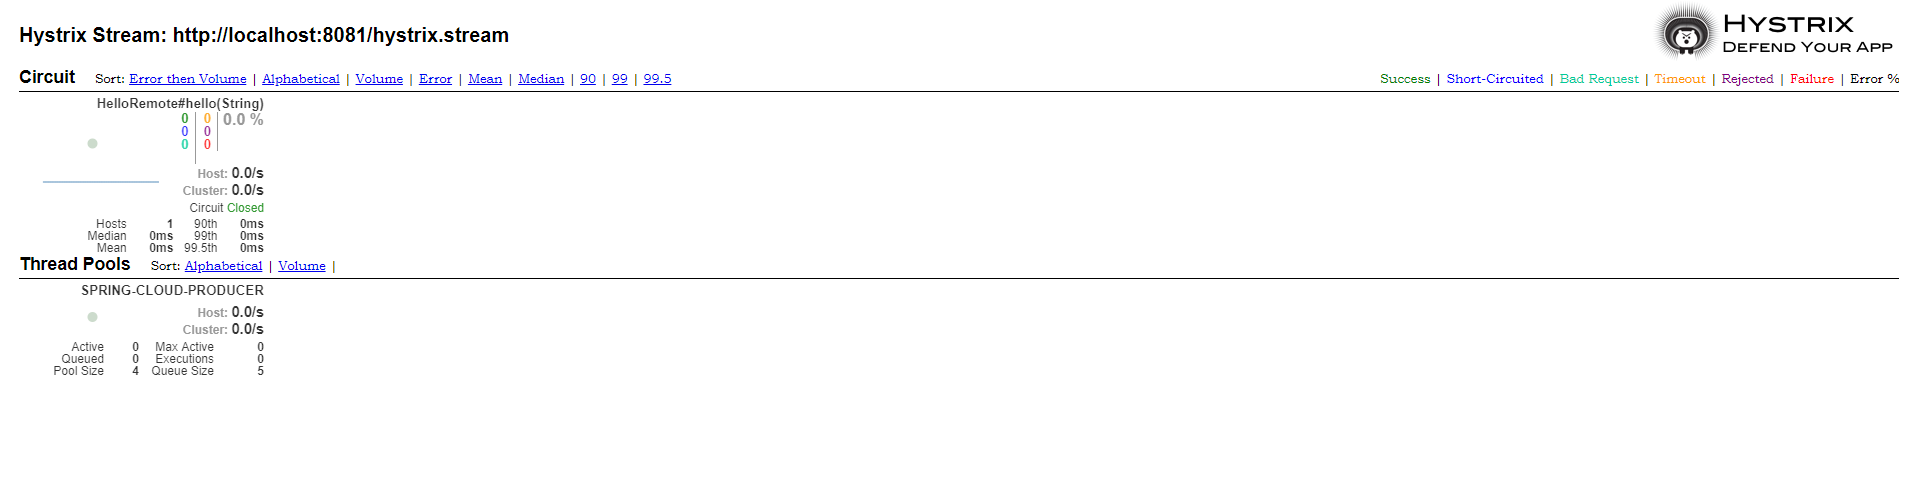 Hystrix Stream: http://localhost:8081/hystrix.stream
HYSTRIX
DEFEND YOUR APP
Circuit Sort: Error then Volume | Alphabetical | Volume | Error | Mean | Median | 90 | 99 | 99.5
Success | Short-Circuited | Bad Request | Timeout | Rejected | Failure | Error %
HelloRemote#hello(String)
0 0 0.0 %
0 0
0 0
Host: 0.0/s
Cluster: 0.0/s
Circuit Closed
Hosts 1 90th 0ms
Median 0ms 99th 0ms
Mean 0ms 99.5th 0ms
Thread Pools Sort: Alphabetical | Volume |
SPRING-CLOUD-PRODUCER
Host: 0.0/s
Cluster: 0.0/s
Active 0 Max Active 0
Queued 0 Executions 0
Pool Size 4 Queue Size 5